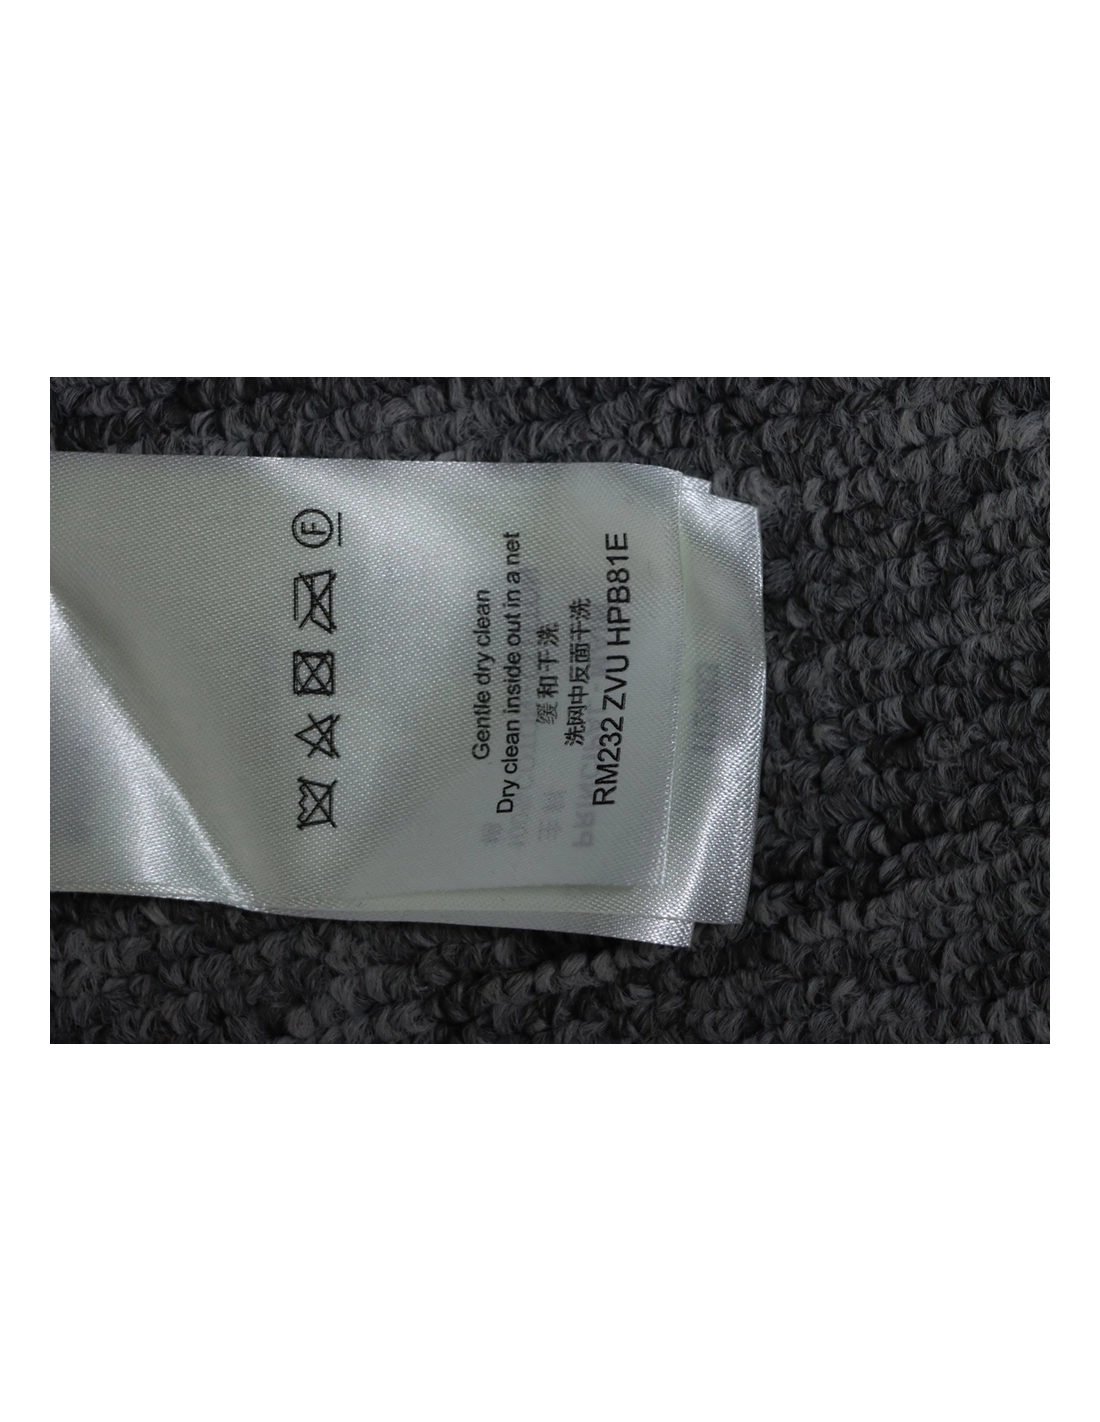 Gentle dry clean
Dry clean inside out in a net
缓和干洗
洗网中反面干洗
RM232 ZVU HPB81E
F